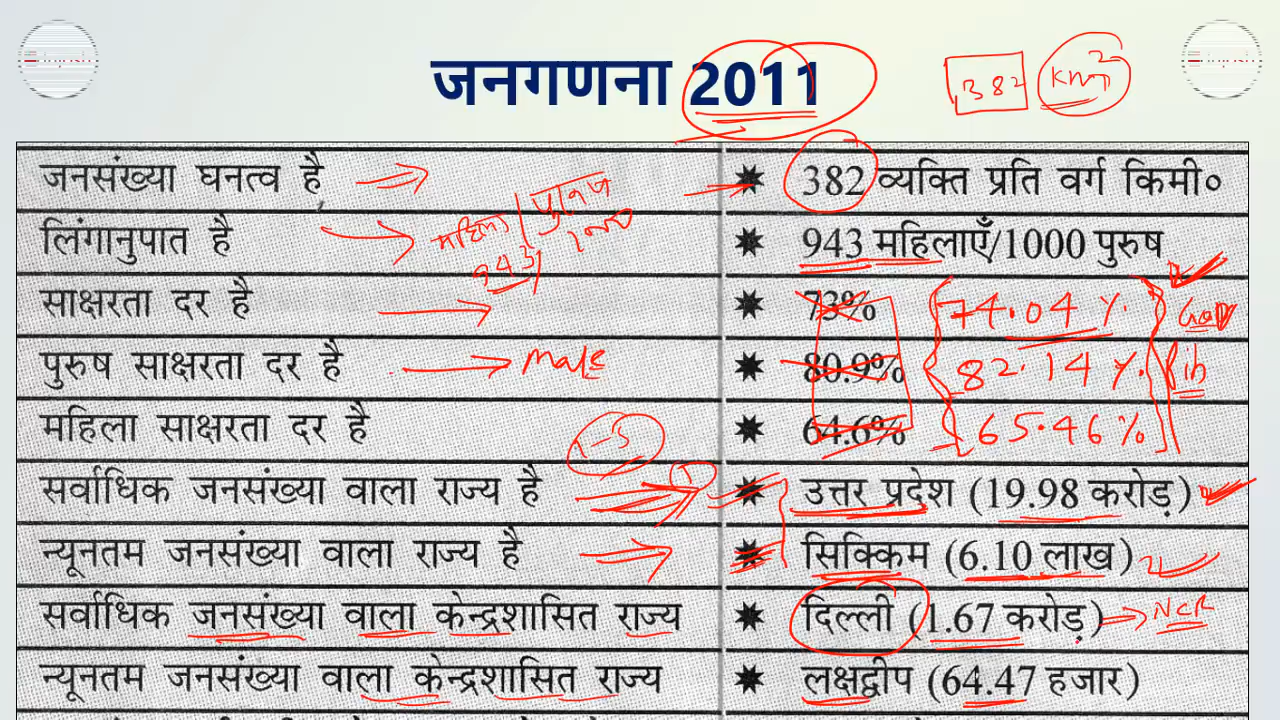 जनगणना 2011
382 KM2
जनसंख्या घनत्व है, 382 व्यक्ति प्रति वर्ग किमी०
महिला / पुरुष
लिंगानुपात है 943 महिलाएँ/1000 पुरुष
943 / 1000
साक्षरता दर है 73% 74.04 %.
पुरुष साक्षरता दर है male 80.9% 82.14 %.
महिला साक्षरता दर है 64.6% 65.46%
सर्वाधिक जनसंख्या वाला राज्य है उत्तर प्रदेश (19.98 करोड़)
न्यूनतम जनसंख्या वाला राज्य है सिक्किम (6.10 लाख)
सर्वाधिक जनसंख्या वाला केन्द्रशासित राज्य दिल्ली (1.67 करोड़) NCR
न्यूनतम जनसंख्या वाला केन्द्रशासित राज्य लक्षद्वीप (64.47 हजार)